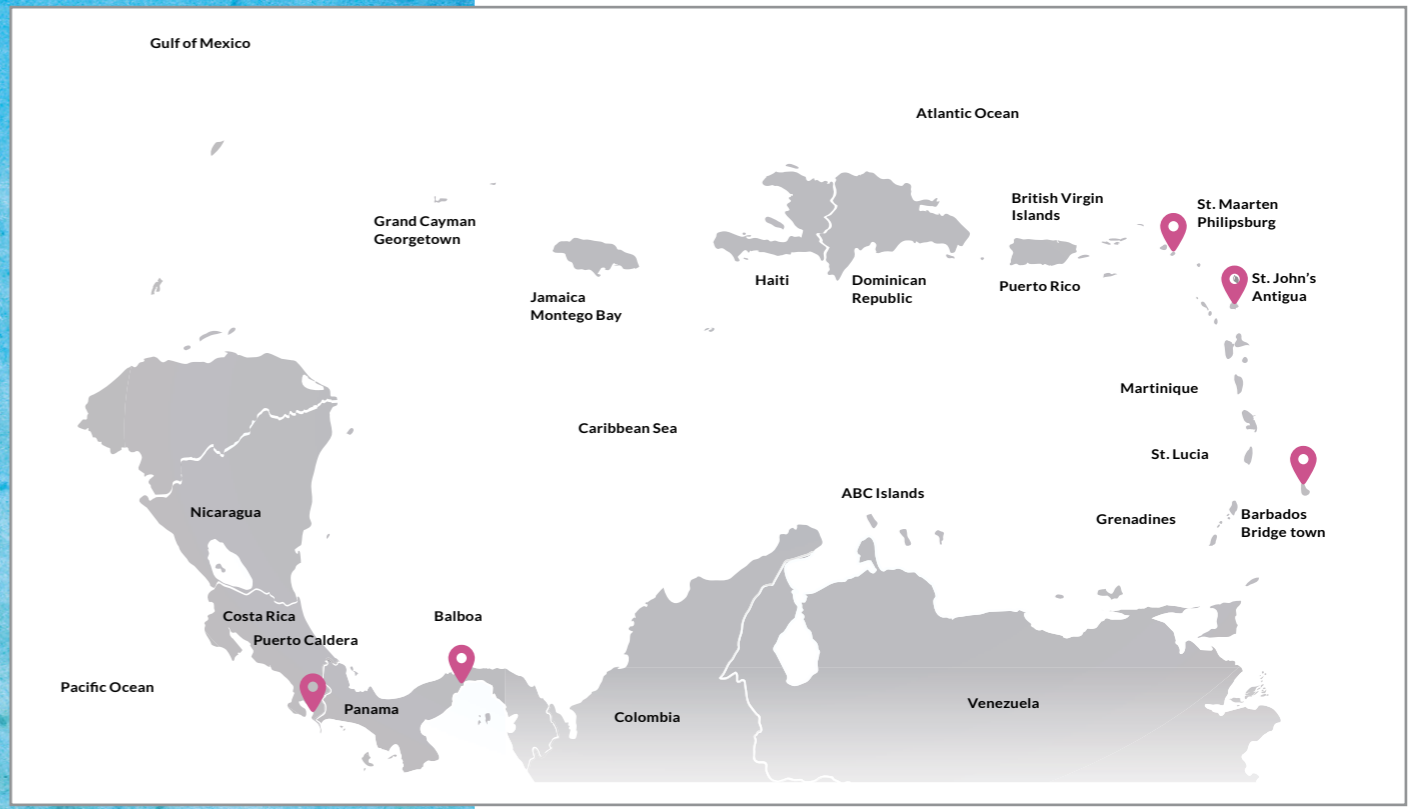 Gulf of Mexico
Atlantic Ocean
British Virgin
Islands
St. Maarten
Philipsburg
Grand Cayman
Georgetown
Haiti
Dominican
Republic
Puerto Rico
St. John's
Antigua
Jamaica
Montego Bay
Martinique
Caribbean Sea
St. Lucia
ABC Islands
Nicaragua
Grenadines
Barbados
Bridge town
Costa Rica
Balboa
Puerto Caldera
Pacific Ocean
Panama
Colombia
Venezuela